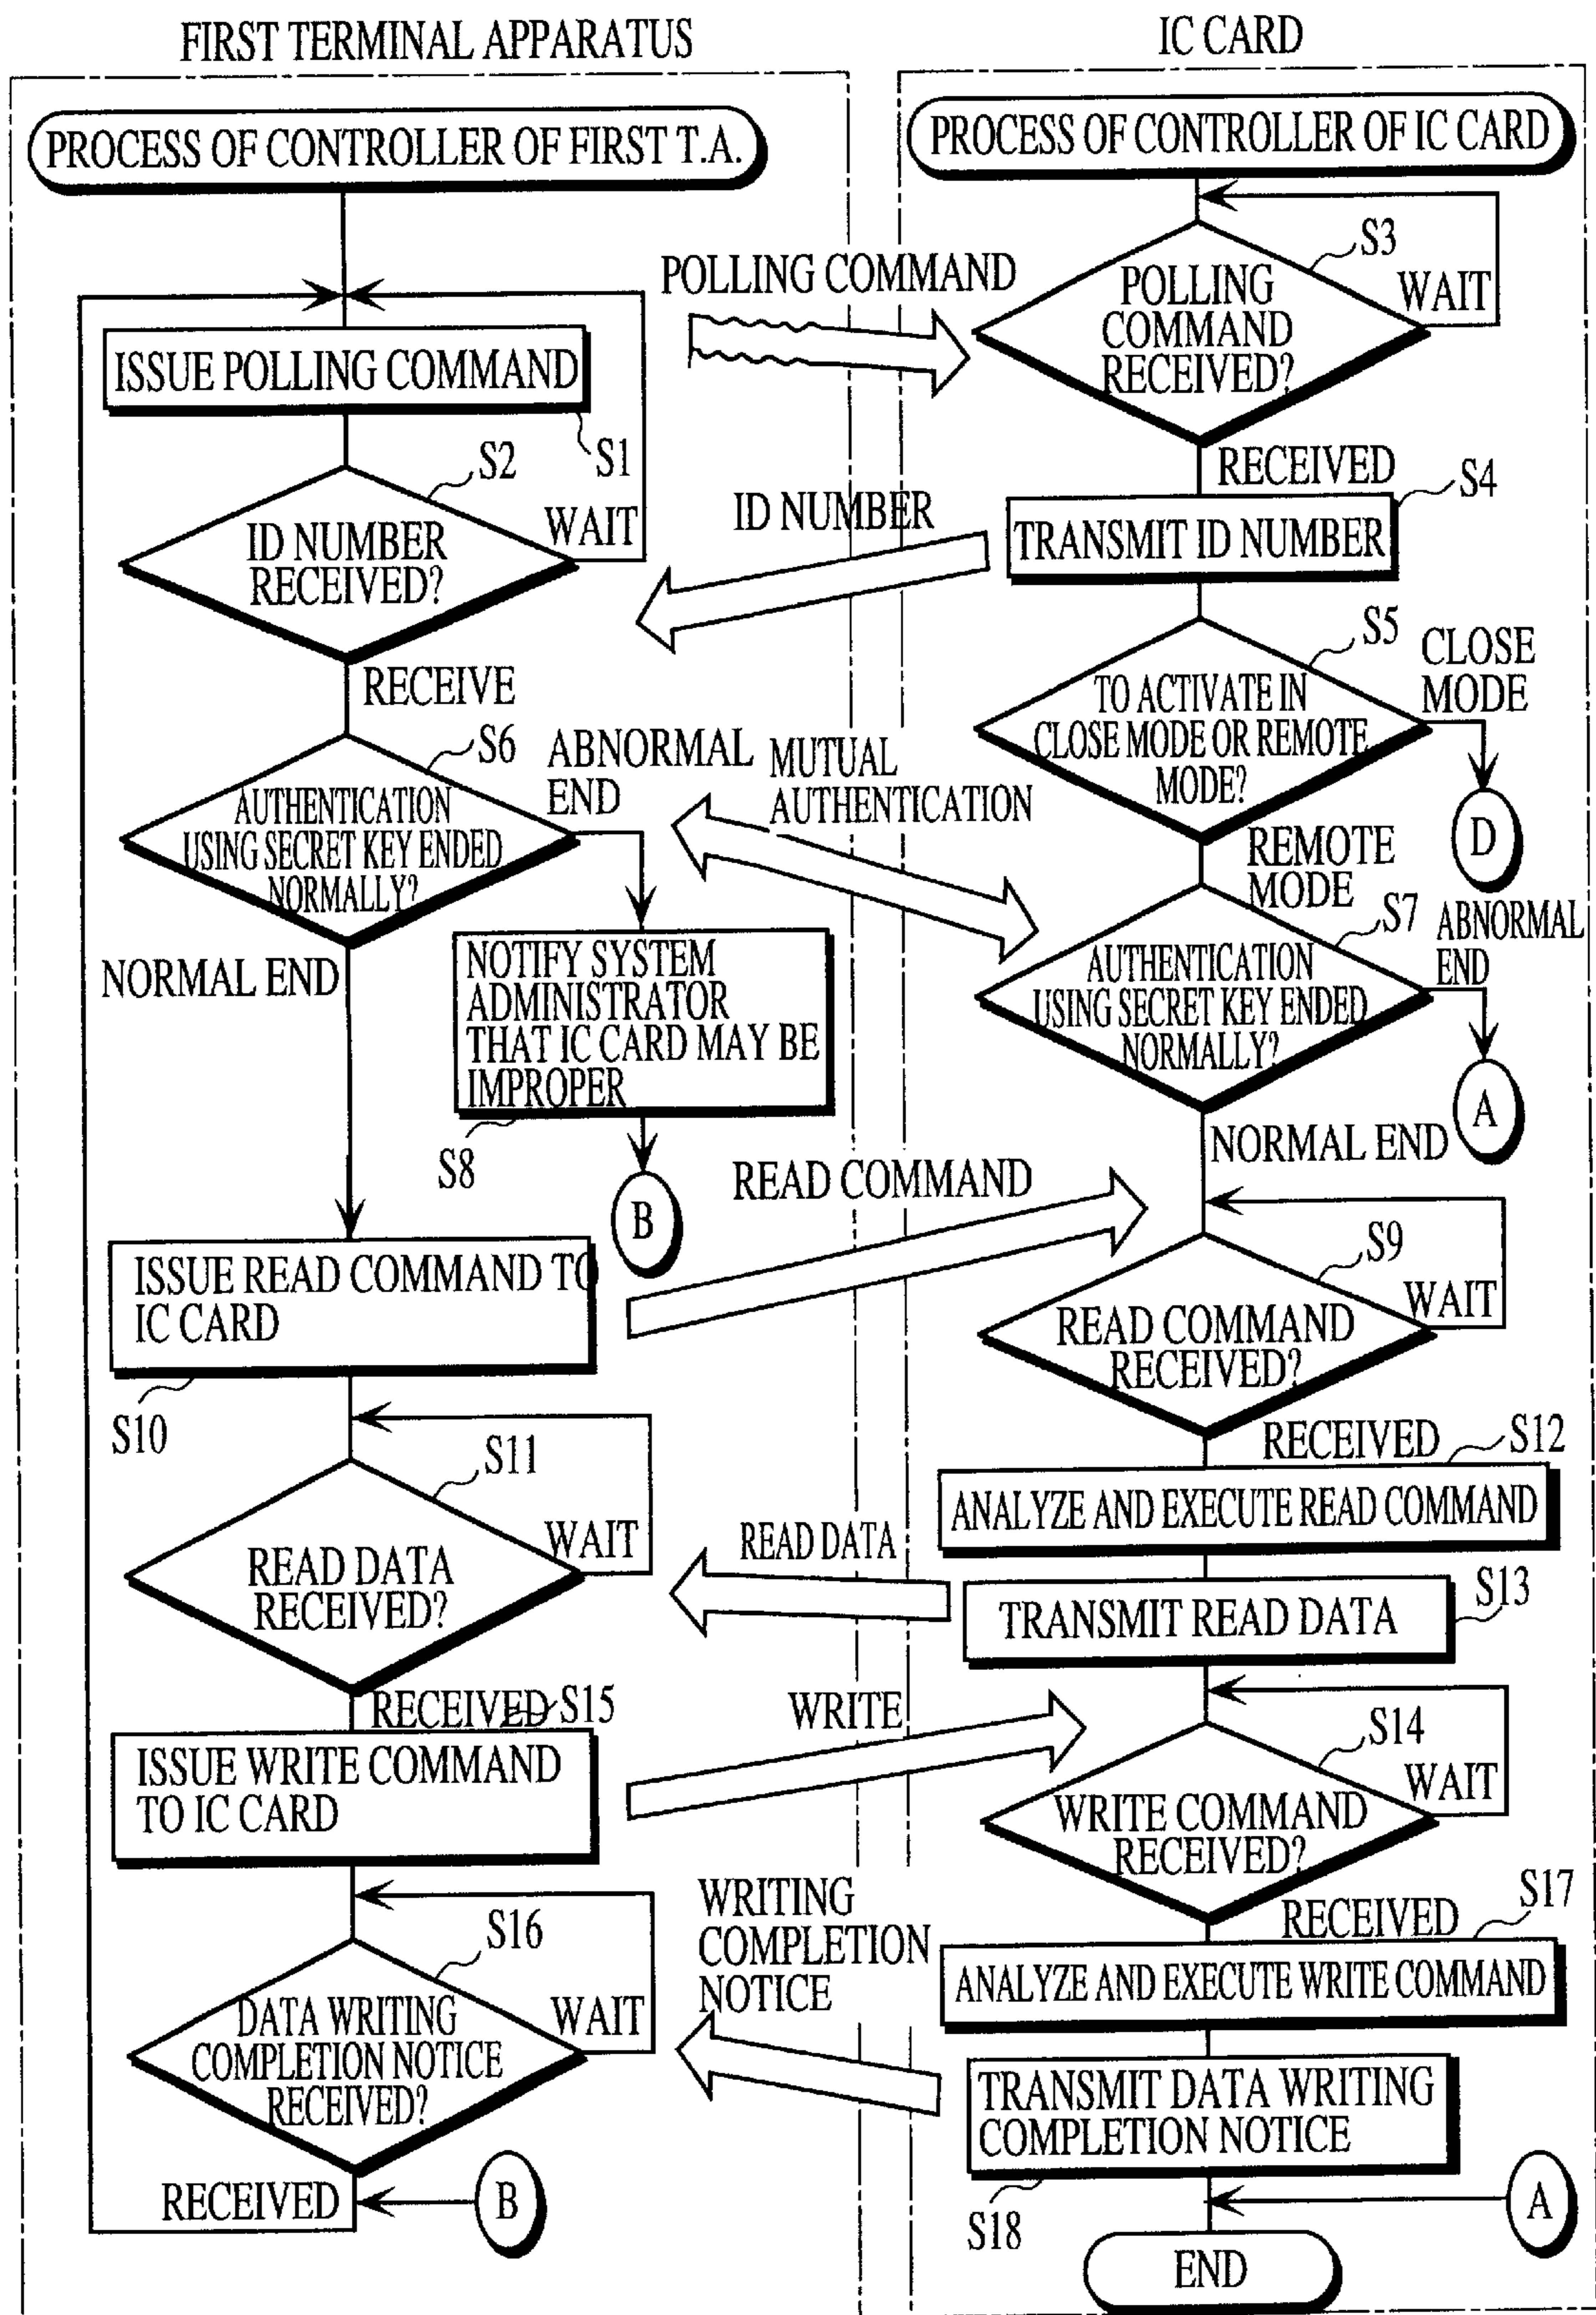 FIRST TERMINAL APPARATUS
PROCESS OF CONTROLLER OF FIRST T.A.
ISSUE POLLING COMMAND
S1
S2
ID NUMBER
RECEIVED?
WAIT
RECEIVE
S6
AUTHENTICATION
USING SECRET KEY ENDED
NORMALLY?
ABNORMAL
END
NORMAL END
NOTIFY SYSTEM
ADMINISTRATOR
THAT IC CARD MAY BE
IMPROPER
S8
B
ISSUE READ COMMAND TO
IC CARD
S10
S11
READ DATA
RECEIVED?
WAIT
RECEIVED
S15
ISSUE WRITE COMMAND
TO IC CARD
S16
DATA WRITING
COMPLETION NOTICE
RECEIVED?
WAIT
RECEIVED
B
POLLING COMMAND
ID NUMBER
MUTUAL
AUTHENTICATION
READ COMMAND
READ DATA
WRITE
WRITING
COMPLETION
NOTICE
IC CARD
PROCESS OF CONTROLLER OF IC CARD
S3
POLLING
COMMAND
RECEIVED?
WAIT
RECEIVED
S4
TRANSMIT ID NUMBER
S5
TO ACTIVATE IN
CLOSE MODE OR REMOTE
MODE?
CLOSE
MODE
D
REMOTE
MODE
S7
AUTHENTICATION
USING SECRET KEY ENDED
NORMALLY?
ABNORMAL
END
A
NORMAL END
S9
READ COMMAND
RECEIVED?
WAIT
RECEIVED
S12
ANALYZE AND EXECUTE READ COMMAND
S13
TRANSMIT READ DATA
S14
WRITE COMMAND
RECEIVED?
WAIT
RECEIVED
S17
ANALYZE AND EXECUTE WRITE COMMAND
TRANSMIT DATA WRITING
COMPLETION NOTICE
S18
A
END